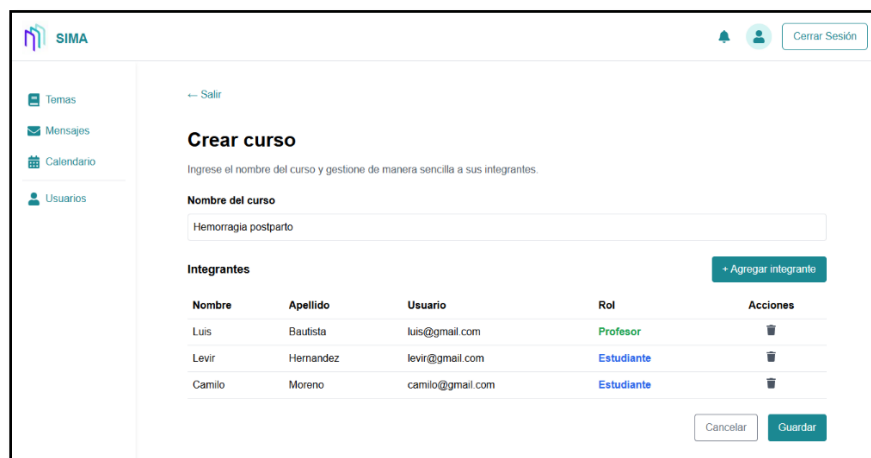 SIMA
Cerrar Sesión
Temas
Mensajes
Calendario
Usuarios
← Salir
Crear curso
Ingrese el nombre del curso y gestione de manera sencilla a sus integrantes.
Nombre del curso
Hemorragia postparto
Integrantes
+ Agregar integrante
Nombre Apellido Usuario Rol Acciones
Luis Bautista luis@gmail.com Profesor
Levir Hernandez levir@gmail.com Estudiante
Camilo Moreno camilo@gmail.com Estudiante
Cancelar Guardar